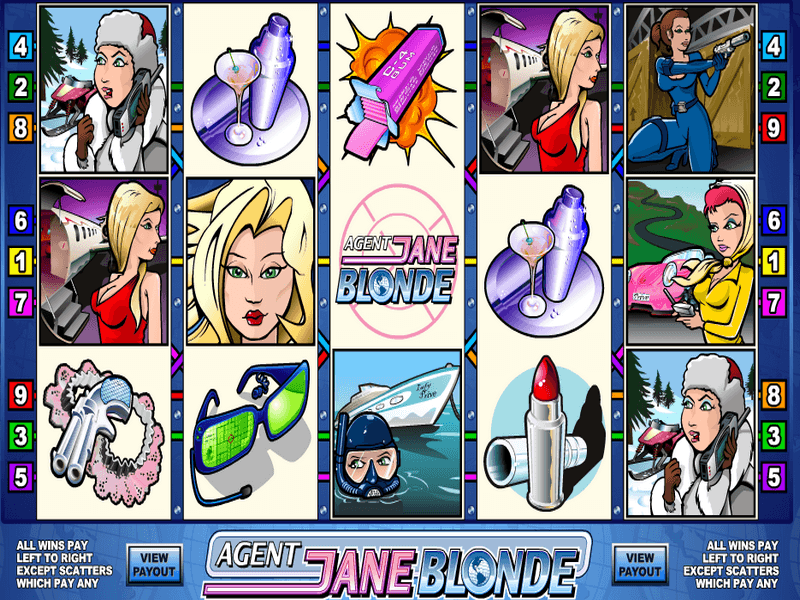 4
2
8
6
1
7
9
3
5
C-4
GUM
AGENT JANE
BLONDE
4
2
9
6
1
7
8
3
5
ALL WINS PAY
LEFT TO RIGHT
EXCEPT SCATTERS
WHICH PAY ANY
VIEW
PAYOUT
AGENT JANE BLONDE
VIEW
PAYOUT
ALL WINS PAY
LEFT TO RIGHT
EXCEPT SCATTERS
WHICH PAY ANY